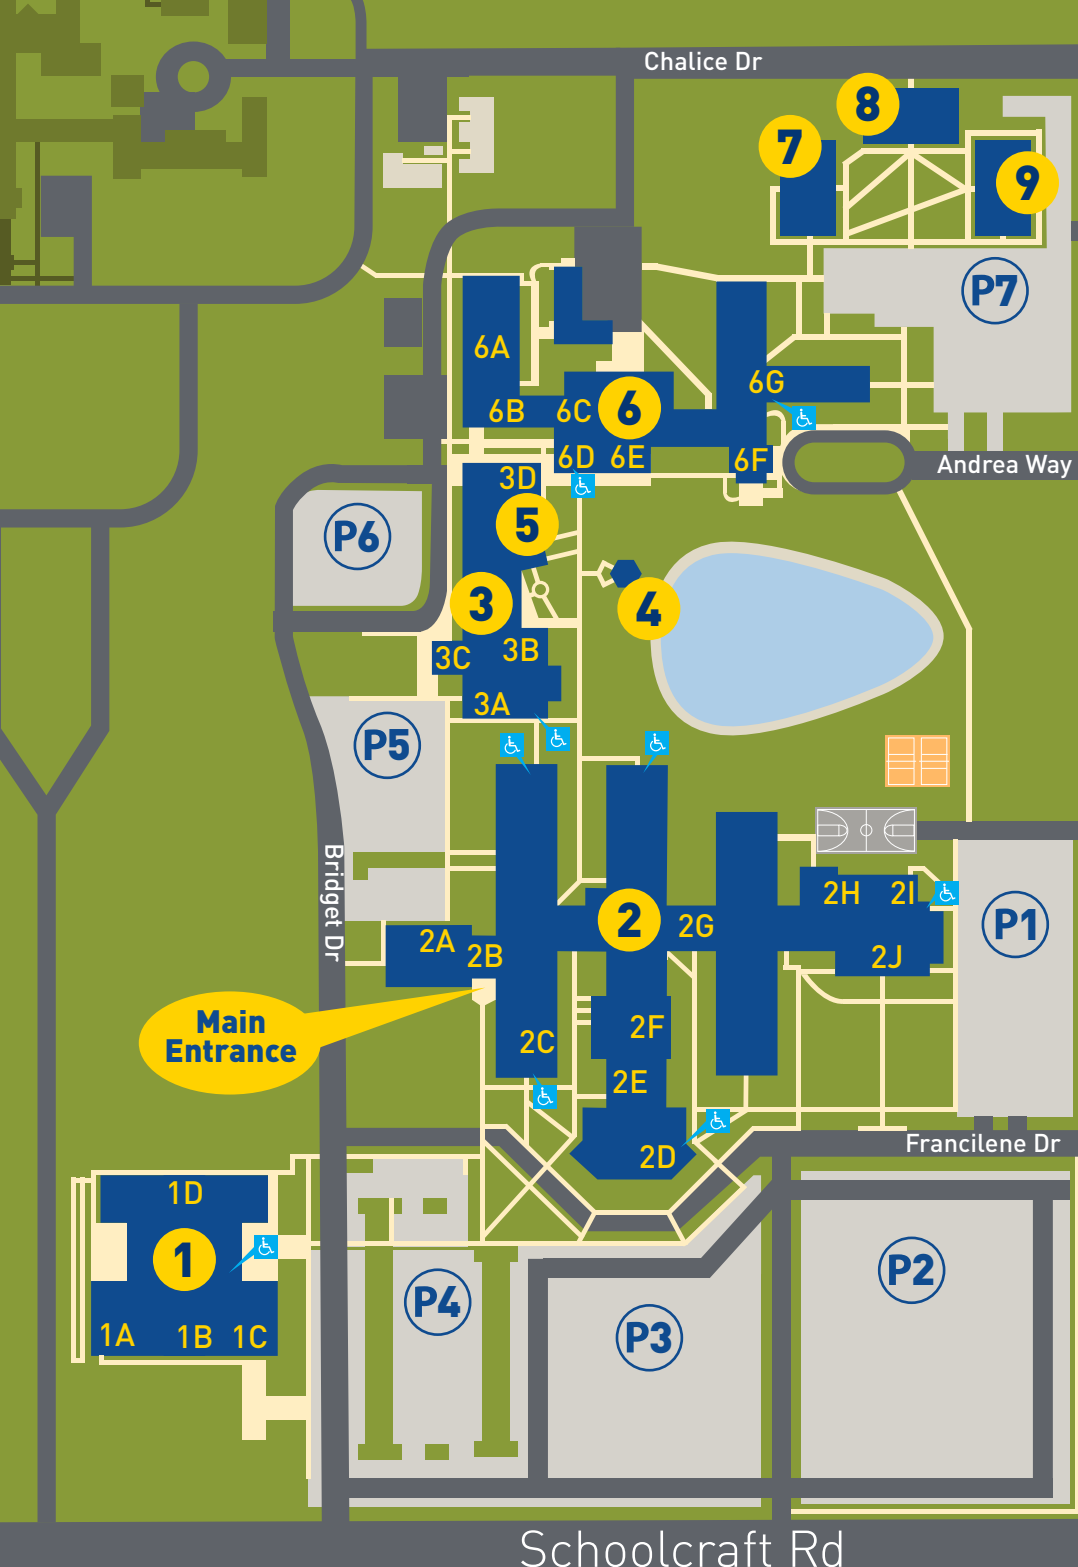 Chalice Dr
8
7
9
P7
6A
6G
6B
6C
6
6D
6E
6F
Andrea Way
3D
5
P6
3
4
3C
3B
3A
P5
Bridget Dr
2H
2I
2
2G
P1
2A
2B
2J
Main
Entrance
2C
2F
2E
2D
Francilene Dr
1D
1
P4
P2
1A
1B
1C
P3
Schoolcraft Rd